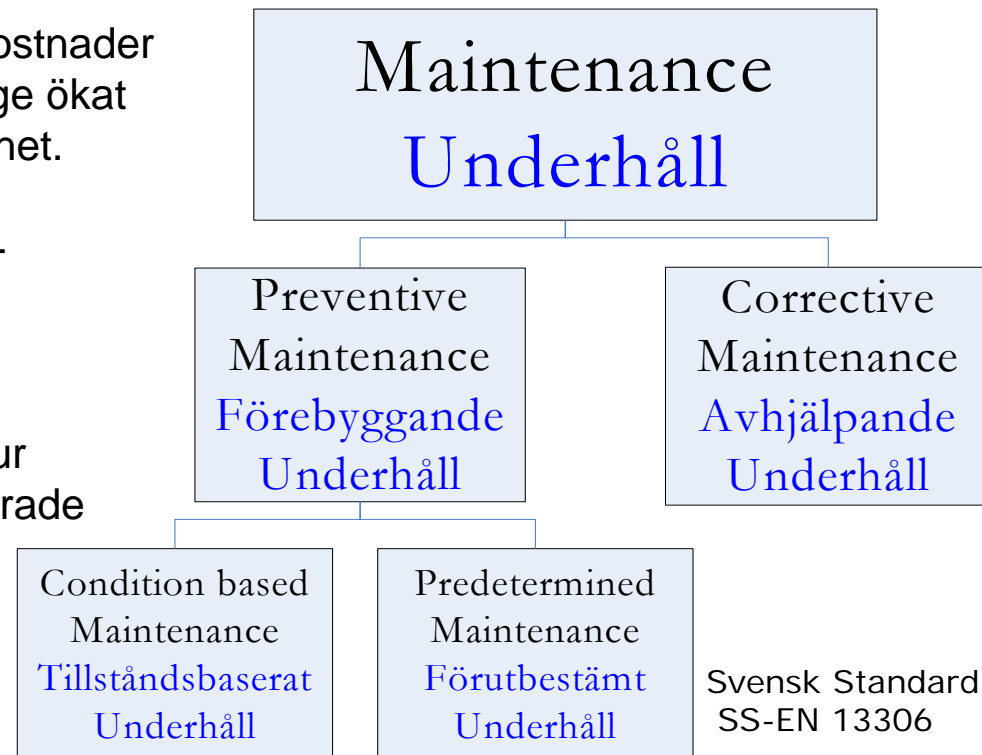 ostnader
ge ökat
net.
-
ur
rade
Maintenance
Underhåll
Preventive
Maintenance
Förebyggande
Underhåll
Corrective
Maintenance
Avhjälpande
Underhåll
Condition based
Maintenance
Tillståndsbaserat
Underhåll
Predetermined
Maintenance
Förutbestämt
Underhåll
Svensk Standard
SS-EN 13306